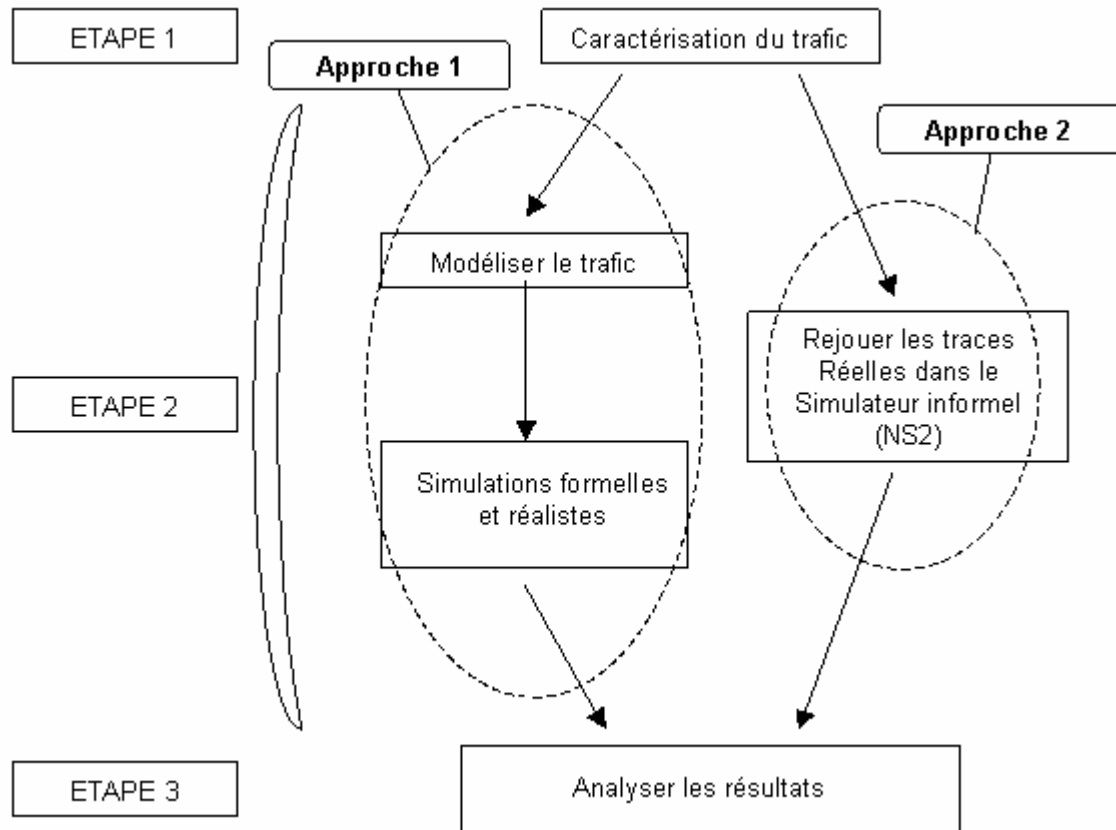 ETAPE 1
Caractérisation du trafic
Approche 1
Approche 2
Modéliser le trafic
Rejouer les traces
Réelles dans le
Simulateur informel
(NS2)
ETAPE 2
Simulations formelles
et réalistes
ETAPE 3
Analyser les résultats